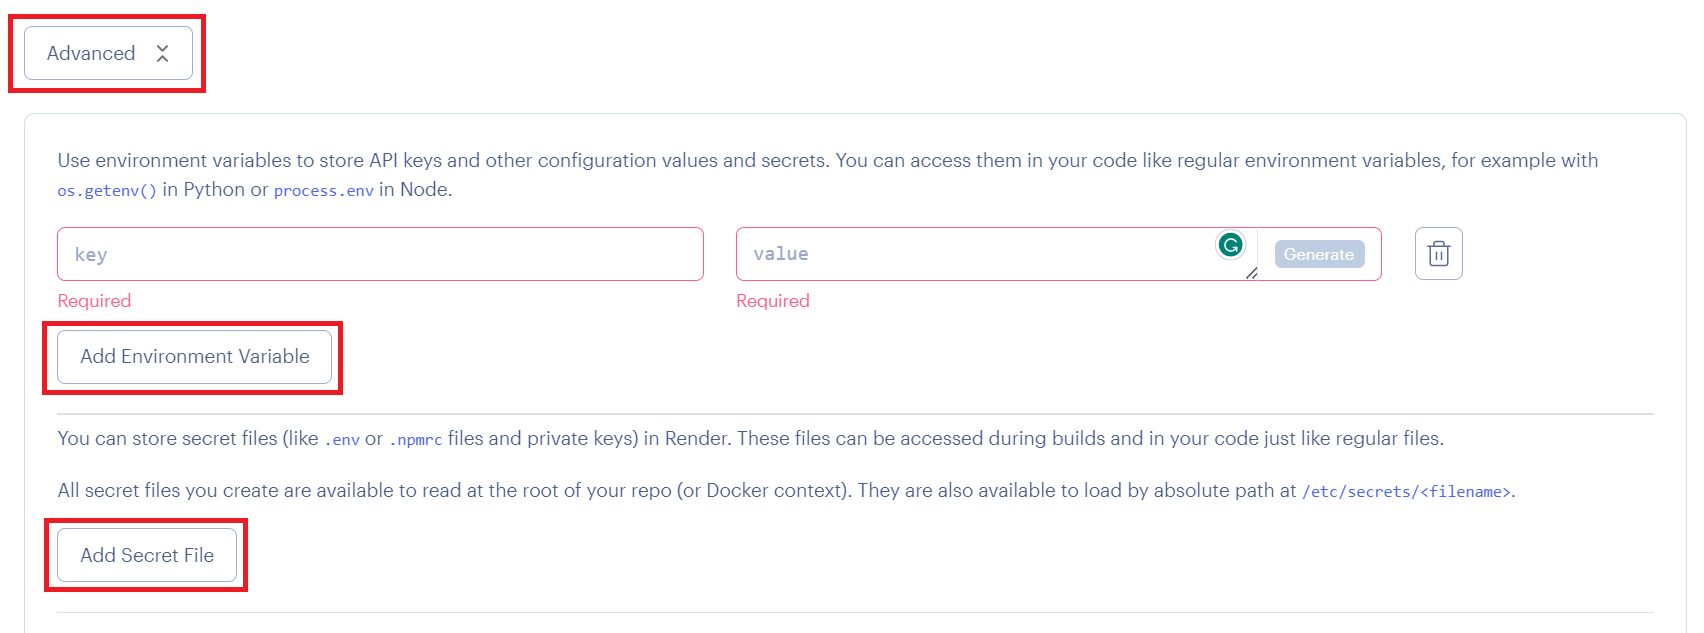 Advanced
Use environment variables to store API keys and other configuration values and secrets. You can access them in your code like regular environment variables, for example with
os.getenv() in Python or process.env in Node.
key
value
Generate
Required
Required
Add Environment Variable
You can store secret files (like .env or .npmrc files and private keys) in Render. These files can be accessed during builds and in your code just like regular files.
All secret files you create are available to read at the root of your repo (or Docker context). They are also available to load by absolute path at /etc/secrets/<filename>.
Add Secret File